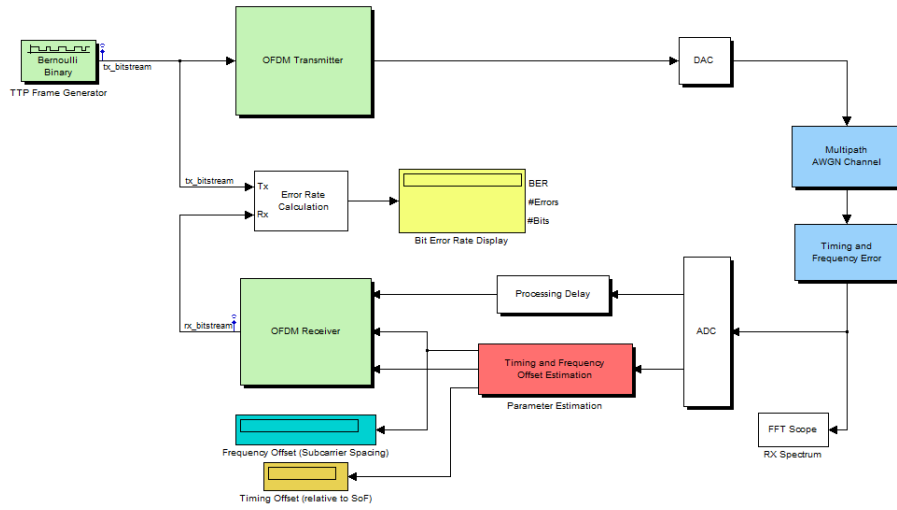 Bernoulli
Binary
tx_bitstream
TTP Frame Generator
OFDM Transmitter
DAC
Multipath
AWGN Channel
tx_bitstream
Tx
Rx
Error Rate
Calculation
BER
#Errors
#Bits
Bit Error Rate Display
Timing and
Frequency Error
rx_bitstream
OFDM Receiver
Processing Delay
ADC
Timing and Frequency
Offset Estimation
Parameter Estimation
Frequency Offset (Subcarrier Spacing)
Timing Offset (relative to SoF)
FFT Scope
RX Spectrum